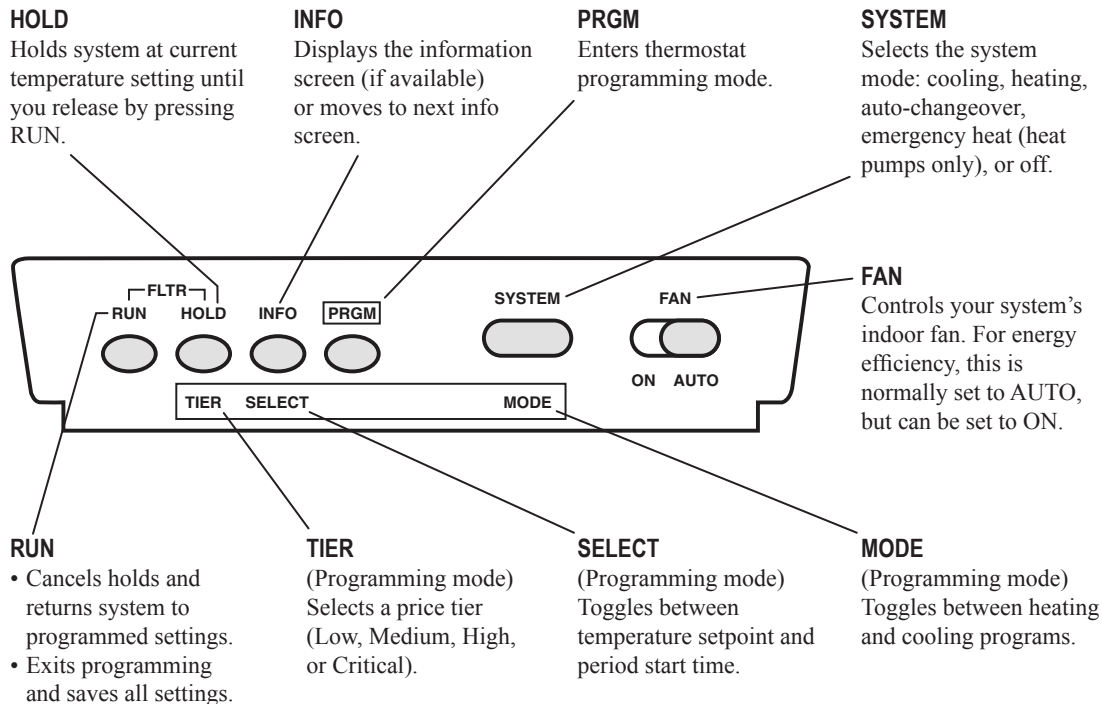 HOLD
Holds system at current
temperature setting until
you release by pressing
RUN.
INFO
Displays the information
screen (if available)
or moves to next info
screen.
PRGM
Enters thermostat
programming mode.
SYSTEM
Selects the system
mode: cooling, heating,
auto-changeover,
emergency heat (heat
pumps only), or off.
FLTR
RUN HOLD INFO PRGM SYSTEM FAN
ON AUTO
TIER SELECT MODE
FAN
Controls your system’s
indoor fan. For energy
efficiency, this is
normally set to AUTO,
but can be set to ON.
RUN
• Cancels holds and
returns system to
programmed settings.
• Exits programming
and saves all settings.
TIER
(Programming mode)
Selects a price tier
(Low, Medium, High,
or Critical).
SELECT
(Programming mode)
Toggles between
temperature setpoint and
period start time.
MODE
(Programming mode)
Toggles between heating
and cooling programs.